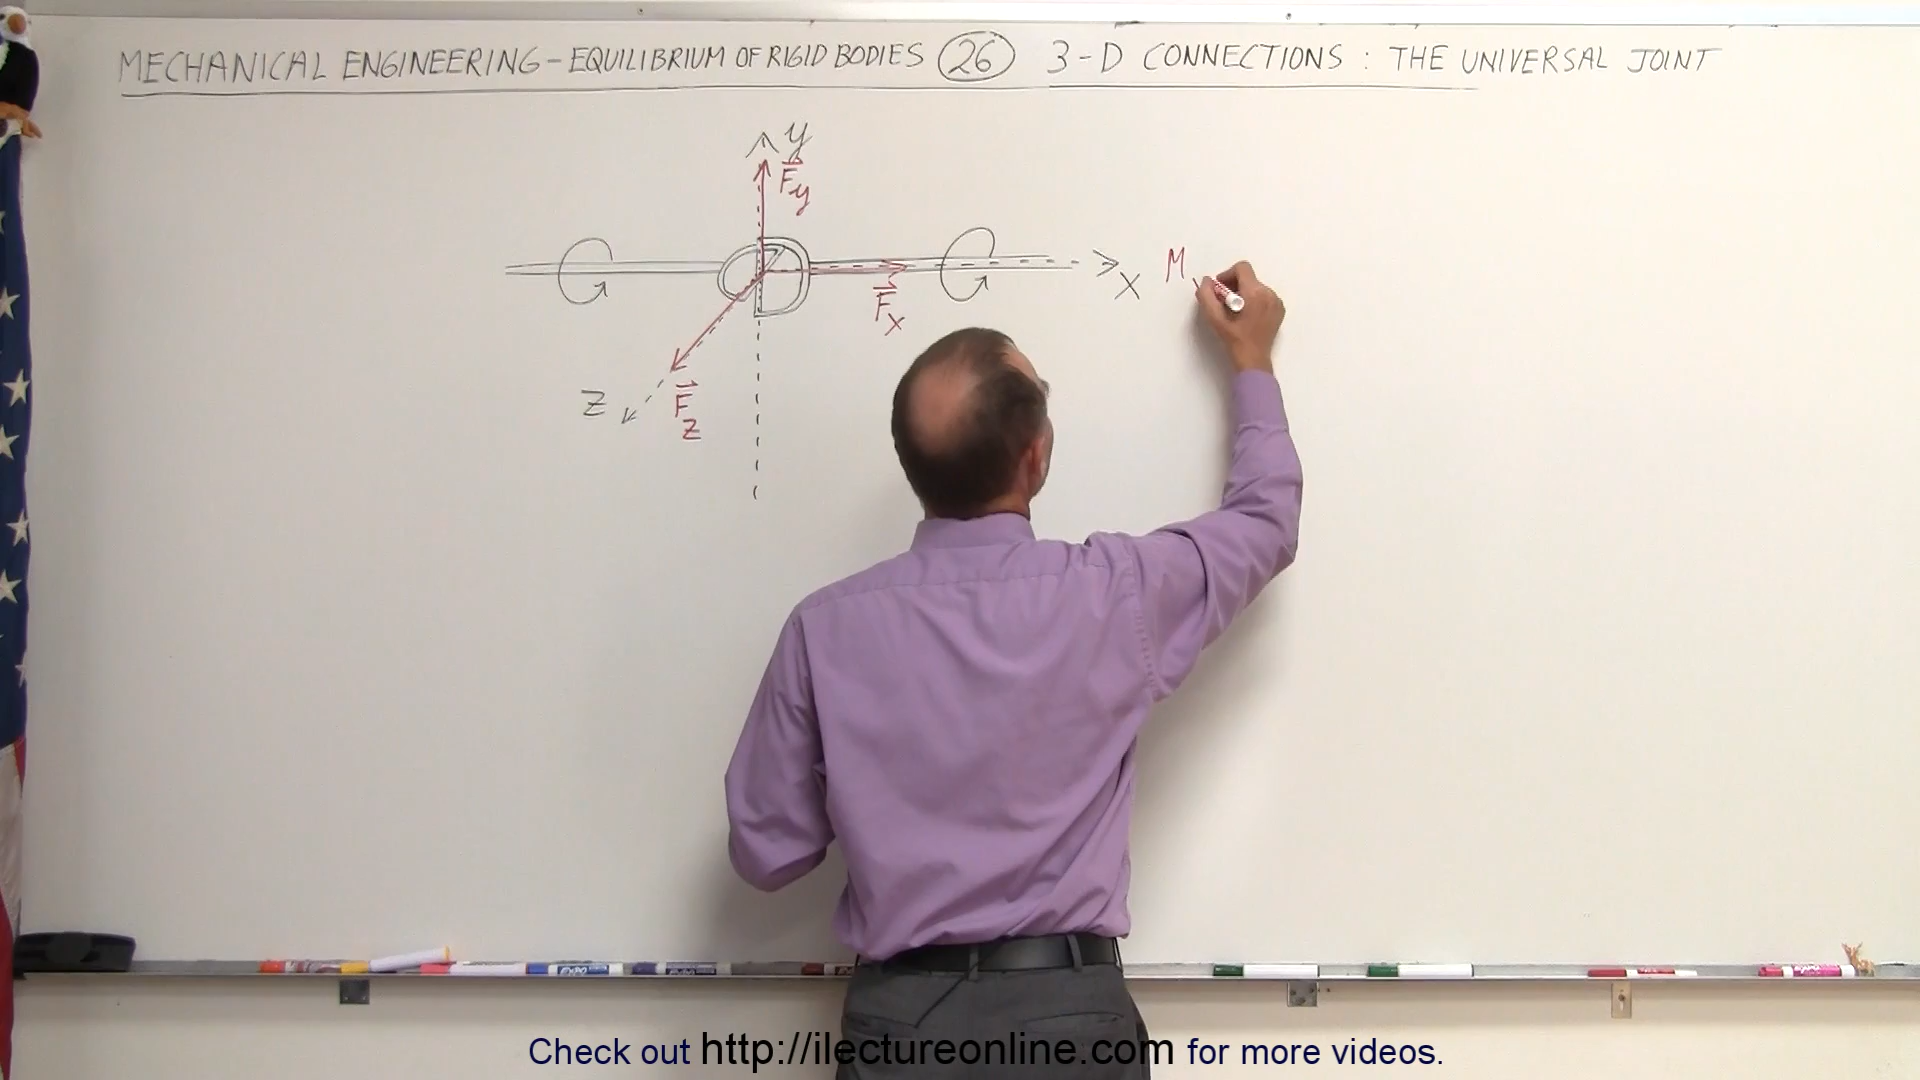 MECHANICAL ENGINEERING - EQUILIBRIUM OF RIGID BODIES 26 3-D CONNECTIONS : THE UNIVERSAL JOINT
y
Fy
X
M
Fx
Z
Fz
EXPO
Check out http://ilectureonline.com for more videos.